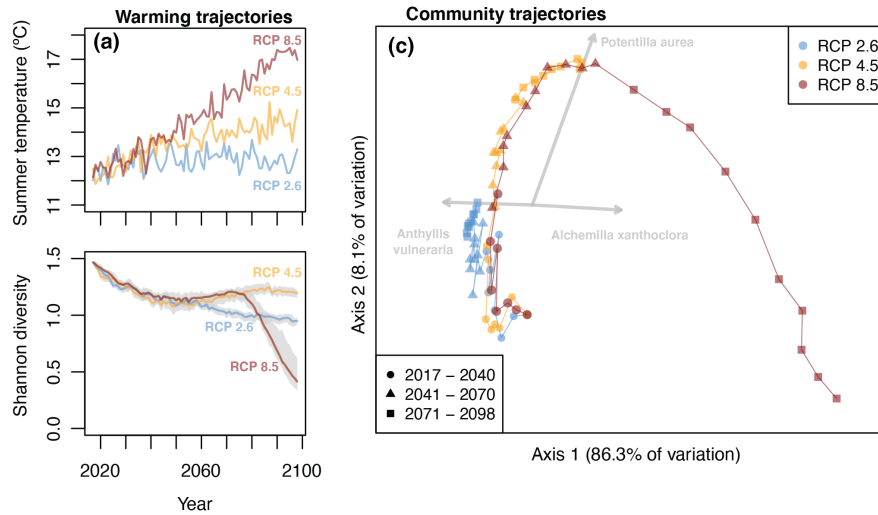 Warming trajectories
(a)
Summer temperature (ºC)
17
15
13
11
RCP 8.5
RCP 4.5
RCP 2.6
Shannon diversity
1.5
1.0
0.5
0.0
RCP 4.5
RCP 2.6
RCP 8.5
2020
2060
2100
Year
Community trajectories
(c)
Potentilla aurea
Anthyllis
vulneraria
Alchemilla xanthoclora
RCP 2.6
RCP 4.5
RCP 8.5
2017 – 2040
2041 – 2070
2071 – 2098
Axis 2 (8.1% of variation)
Axis 1 (86.3% of variation)